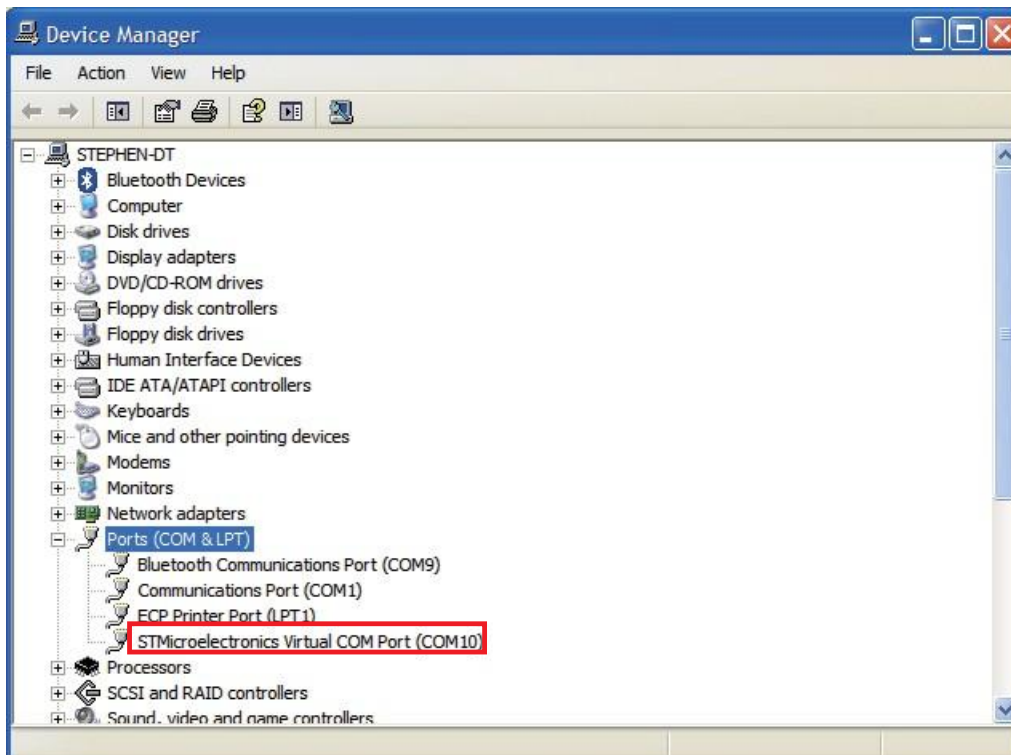 Device Manager
File Action View Help
STEPHEN-DT
Bluetooth Devices
Computer
Disk drives
Display adapters
DVD/CD-ROM drives
Floppy disk controllers
Floppy disk drives
Human Interface Devices
IDE ATA/ATAPI controllers
Keyboards
Mice and other pointing devices
Modems
Monitors
Network adapters
Ports (COM & LPT)
Bluetooth Communications Port (COM9)
Communications Port (COM1)
ECP Printer Port (LPT1)
STMicroelectronics Virtual COM Port (COM10)
Processors
SCSI and RAID controllers
Sound, video and game controllers